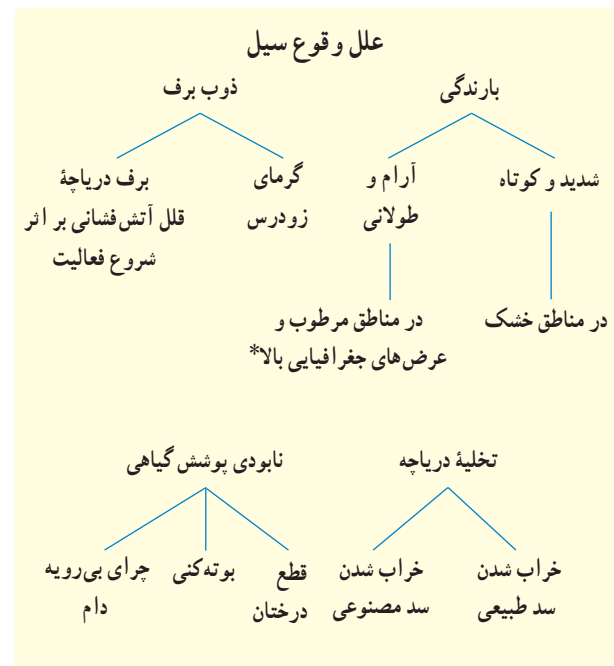 علل وقوع سیل
بارندگی
ذوب برف
شدید و کوتاه
آرام و
طولانی
گرمای
زودرس
برف دریاچهٔ
قلل آتش‌فشانی بر اثر
شروع فعالیت
در مناطق خشک
در مناطق مرطوب و
عرض‌های جغرافیایی بالا*
تخلیهٔ دریاچه
نابودی پوشش گیاهی
خراب شدن
سد طبیعی
خراب شدن
سد مصنوعی
قطع
درختان
بوته‌کنی
چرای بی‌رویه
دام